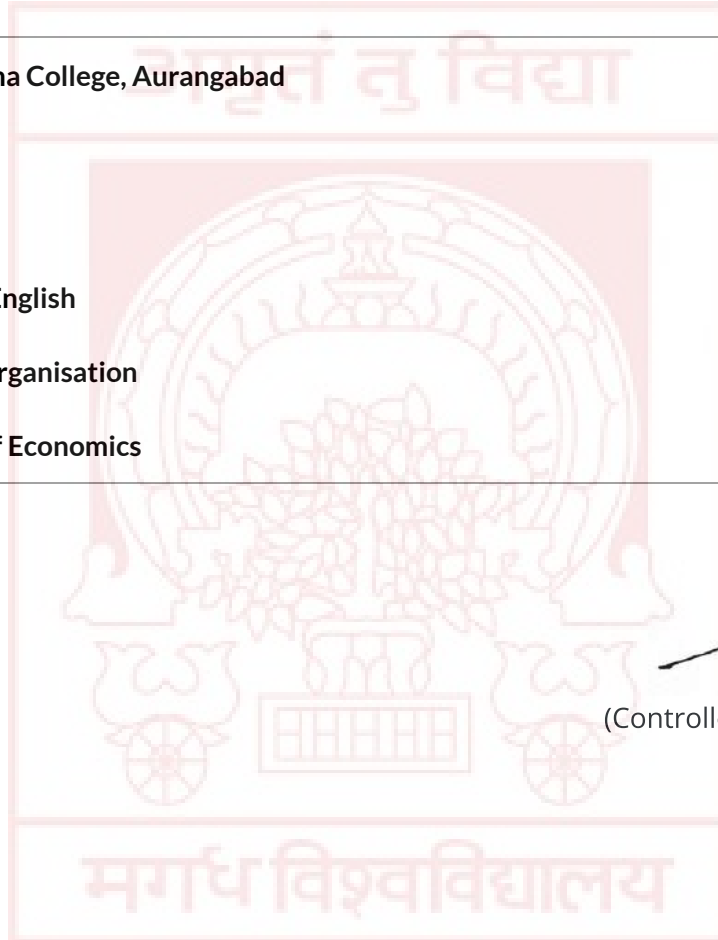 अमृतं तु विद्या
na College, Aurangabad
English
rganisation
f Economics
(Controll
मगध विश्वविद्यालय